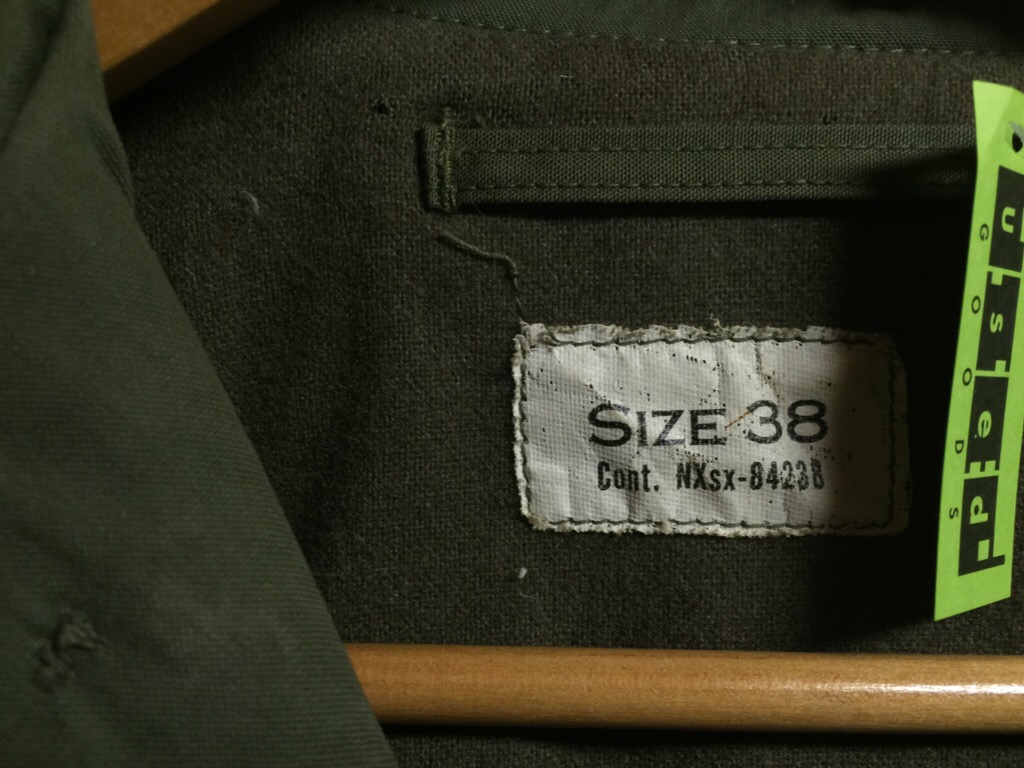 SIZE 38
Cont. NXsx-84238
used
GOODS